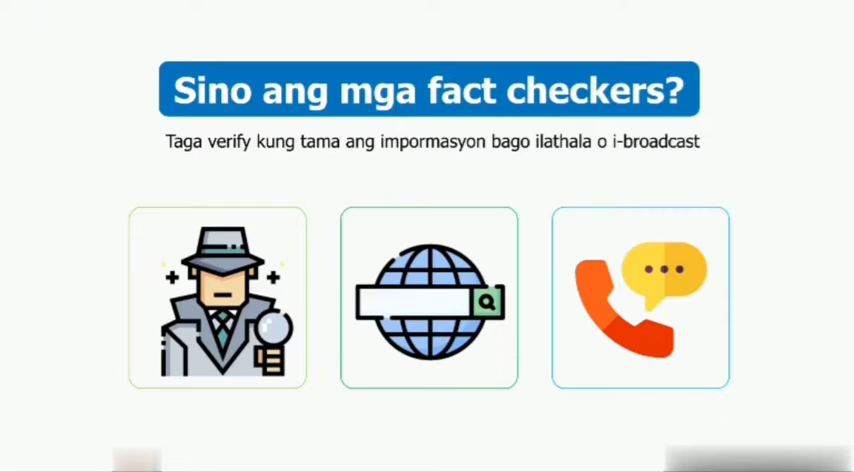 Sino ang mga fact checkers?
Taga verify kung tama ang impormasyon bago ilathala o i-broadcast